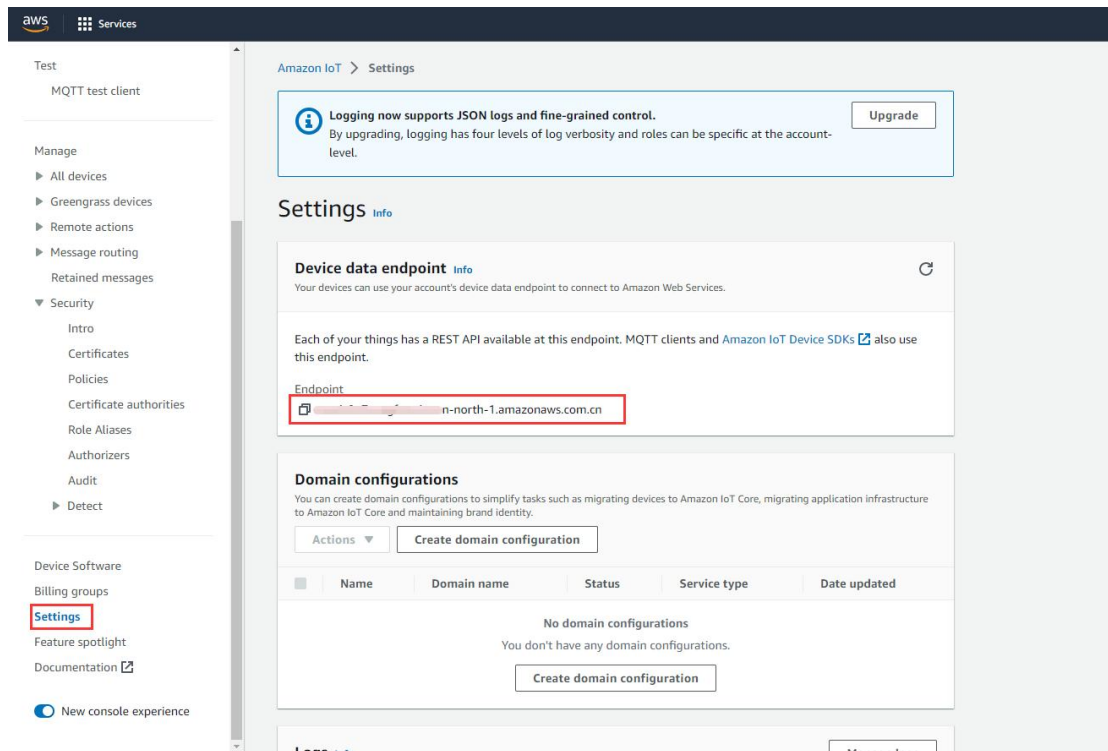 aws
Services
Test
MQTT test client
Manage
All devices
Greengrass devices
Remote actions
Message routing
Retained messages
Security
Intro
Certificates
Policies
Certificate authorities
Role Aliases
Authorizers
Audit
Detect
Device Software
Billing groups
Settings
Feature spotlight
Documentation
New console experience
Amazon IoT > Settings
Logging now supports JSON logs and fine-grained control.
Upgrade
By upgrading, logging has four levels of log verbosity and roles can be specific at the account-
level.
Settings Info
Device data endpoint Info
Your devices can use your account's device data endpoint to connect to Amazon Web Services.
Each of your things has a REST API available at this endpoint. MQTT clients and Amazon IoT Device SDKs also use
this endpoint.
Endpoint
n-north-1.amazonaws.com.cn
Domain configurations
You can create domain configurations to simplify tasks such as migrating devices to Amazon IoT Core, migrating application infrastructure
to Amazon IoT Core and maintaining brand identity.
Actions
Create domain configuration
Name Domain name Status Service type Date updated
No domain configurations
You don't have any domain configurations.
Create domain configuration